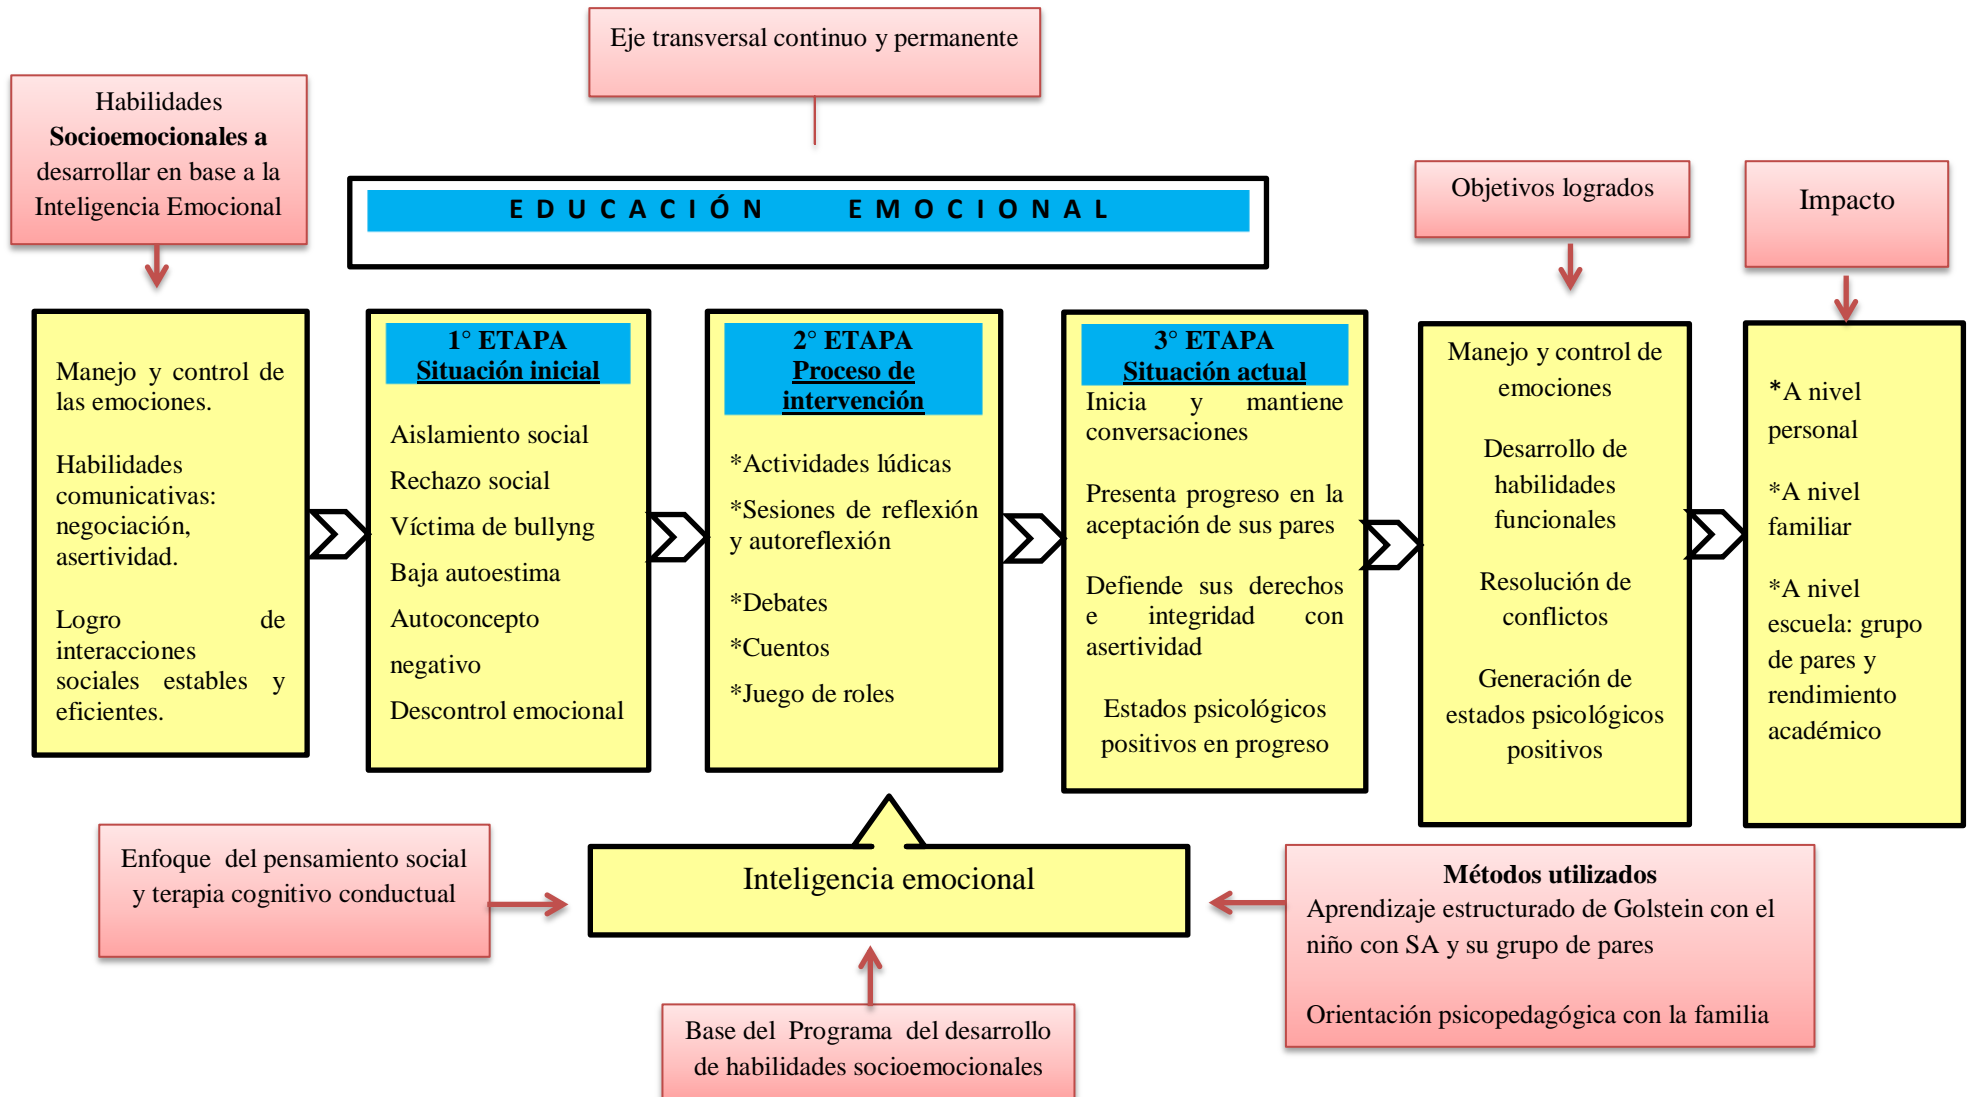 Eje transversal continuo y permanente
Habilidades
Socioemocionales a
desarrollar en base a la
Inteligencia Emocional
EDUCACIÓN EMOCIONAL
Objetivos logrados
Impacto
Manejo y control de
las emociones.
Habilidades
comunicativas:
negociación,
asertividad.
Logro de
interacciones
sociales estables y
eficientes.
1° ETAPA
Situación inicial
Aislamiento social
Rechazo social
Víctima de bullyng
Baja autoestima
Autoconcepto
negativo
Descontrol emocional
2° ETAPA
Proceso de
intervención
*Actividades lúdicas
*Sesiones de reflexión
y autoreflexión
*Debates
*Cuentos
*Juego de roles
3° ETAPA
Situación actual
Inicia y mantiene
conversaciones
Presenta progreso en la
aceptación de sus pares
Defiende sus derechos
e integridad con
asertividad
Estados psicológicos
positivos en progreso
Manejo y control de
emociones
Desarrollo de
habilidades
funcionales
Resolución de
conflictos
Generación de
estados psicológicos
positivos
*A nivel
personal
*A nivel
familiar
*A nivel
escuela: grupo
de pares y
rendimiento
académico
Enfoque del pensamiento social
y terapia cognitivo conductual
Inteligencia emocional
Métodos utilizados
Aprendizaje estructurado de Golstein con el
niño con SA y su grupo de pares
Orientación psicopedagógica con la familia
Base del Programa del desarrollo
de habilidades socioemocionales